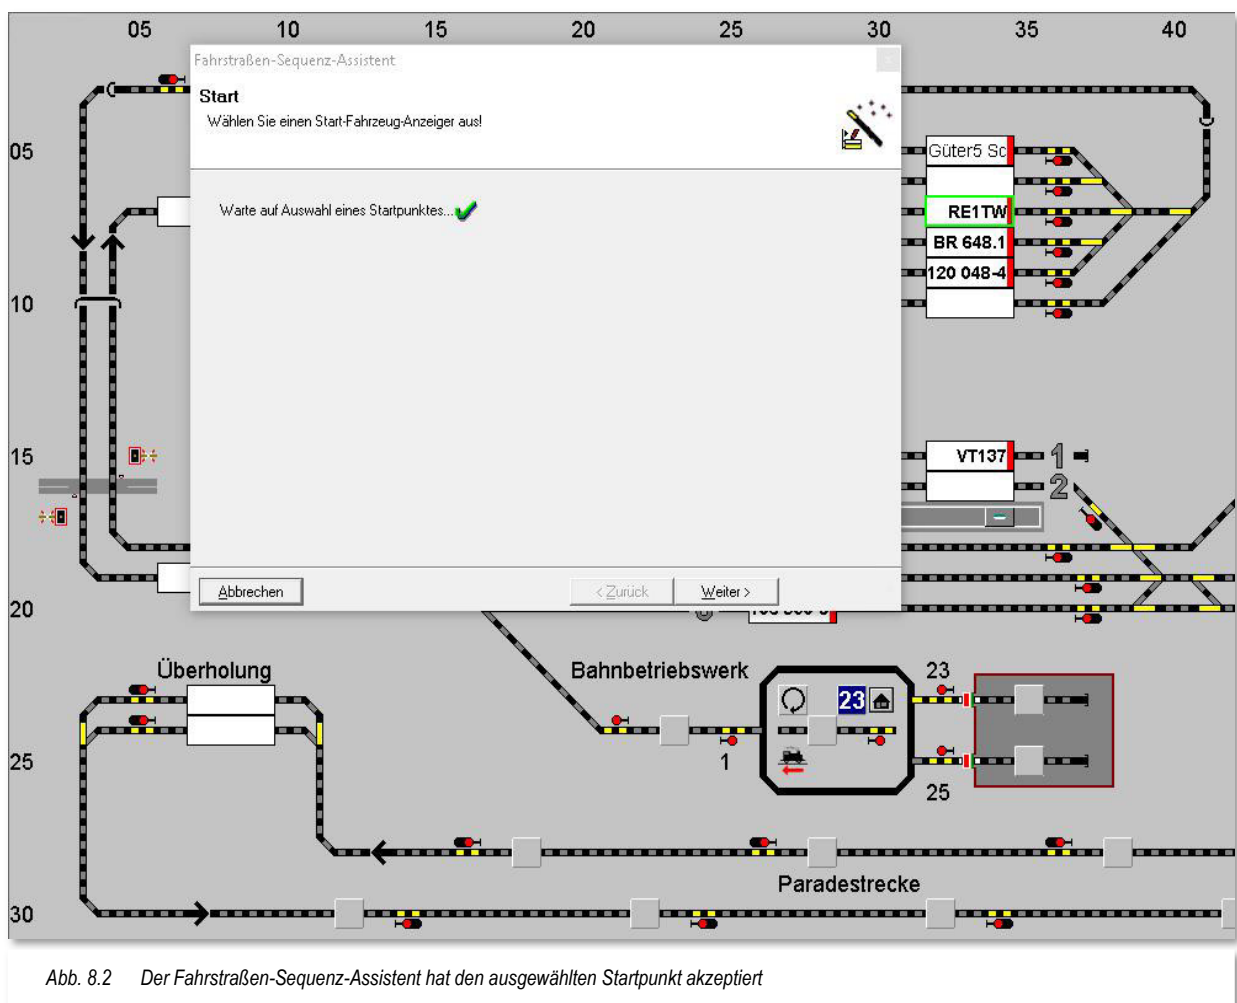 05 10 15 20 25 30 35 40
Fahrstraßen-Sequenz-Assistent
Start
Wählen Sie einen Start-Fahrzeug-Anzeiger aus!
05
Güter5 Sc
Warte auf Auswahl eines Startpunktes...
RE1TW
BR 648.1
120 048-4
10
15
VT137
1
2
Abbrechen
< Zurück
Weiter >
20
Überholung
Bahnbetriebswerk
23
23
25
1
25
Paradestrecke
30
Abb. 8.2 Der Fahrstraßen-Sequenz-Assistent hat den ausgewählten Startpunkt akzeptiert